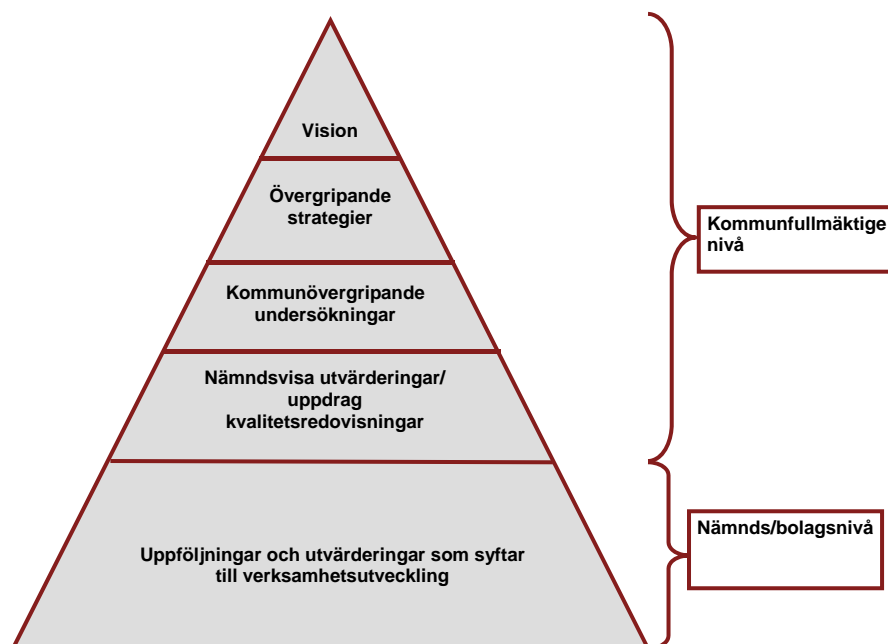 Vision
Övergripande
strategier
Kommunövergripande
undersökningar
Nämndsvisa utvärderingar/
uppdrag
kvalitetsredovisningar
Uppföljningar och utvärderingar som syftar
till verksamhetsutveckling
Kommunfullmäktige
nivå
Nämnds/bolagsnivå